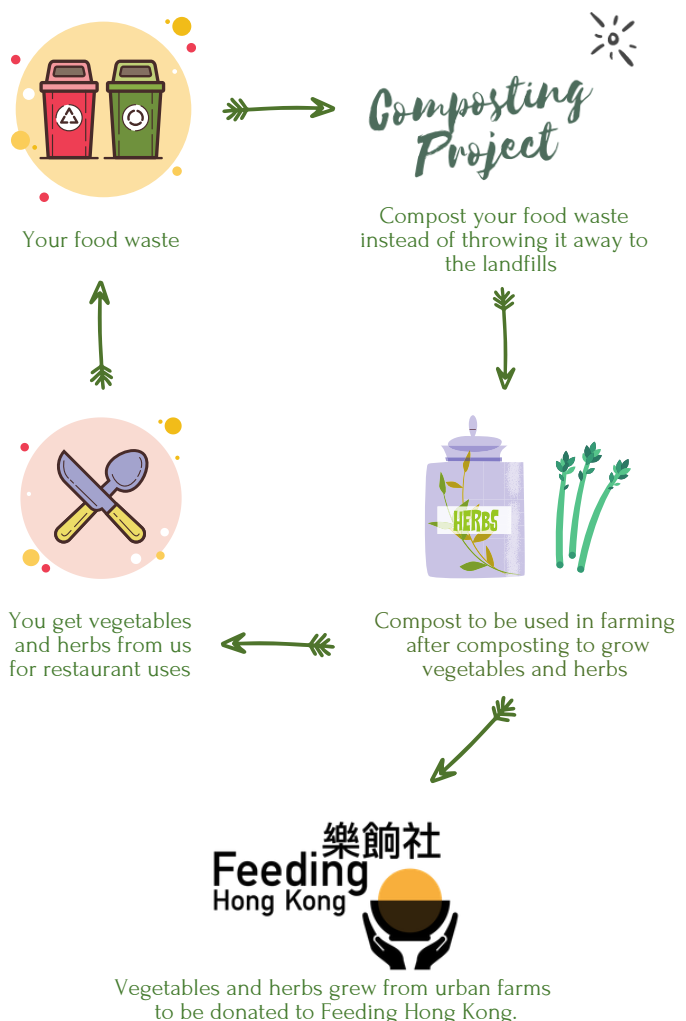 Composting
Project
Your food waste
Compost your food waste
instead of throwing it away to
the landfills
HERBS
You get vegetables
and herbs from us
for restaurant uses
Compost to be used in farming
after composting to grow
vegetables and herbs
樂餉社
Feeding
Hong Kong
Vegetables and herbs grew from urban farms
to be donated to Feeding Hong Kong.